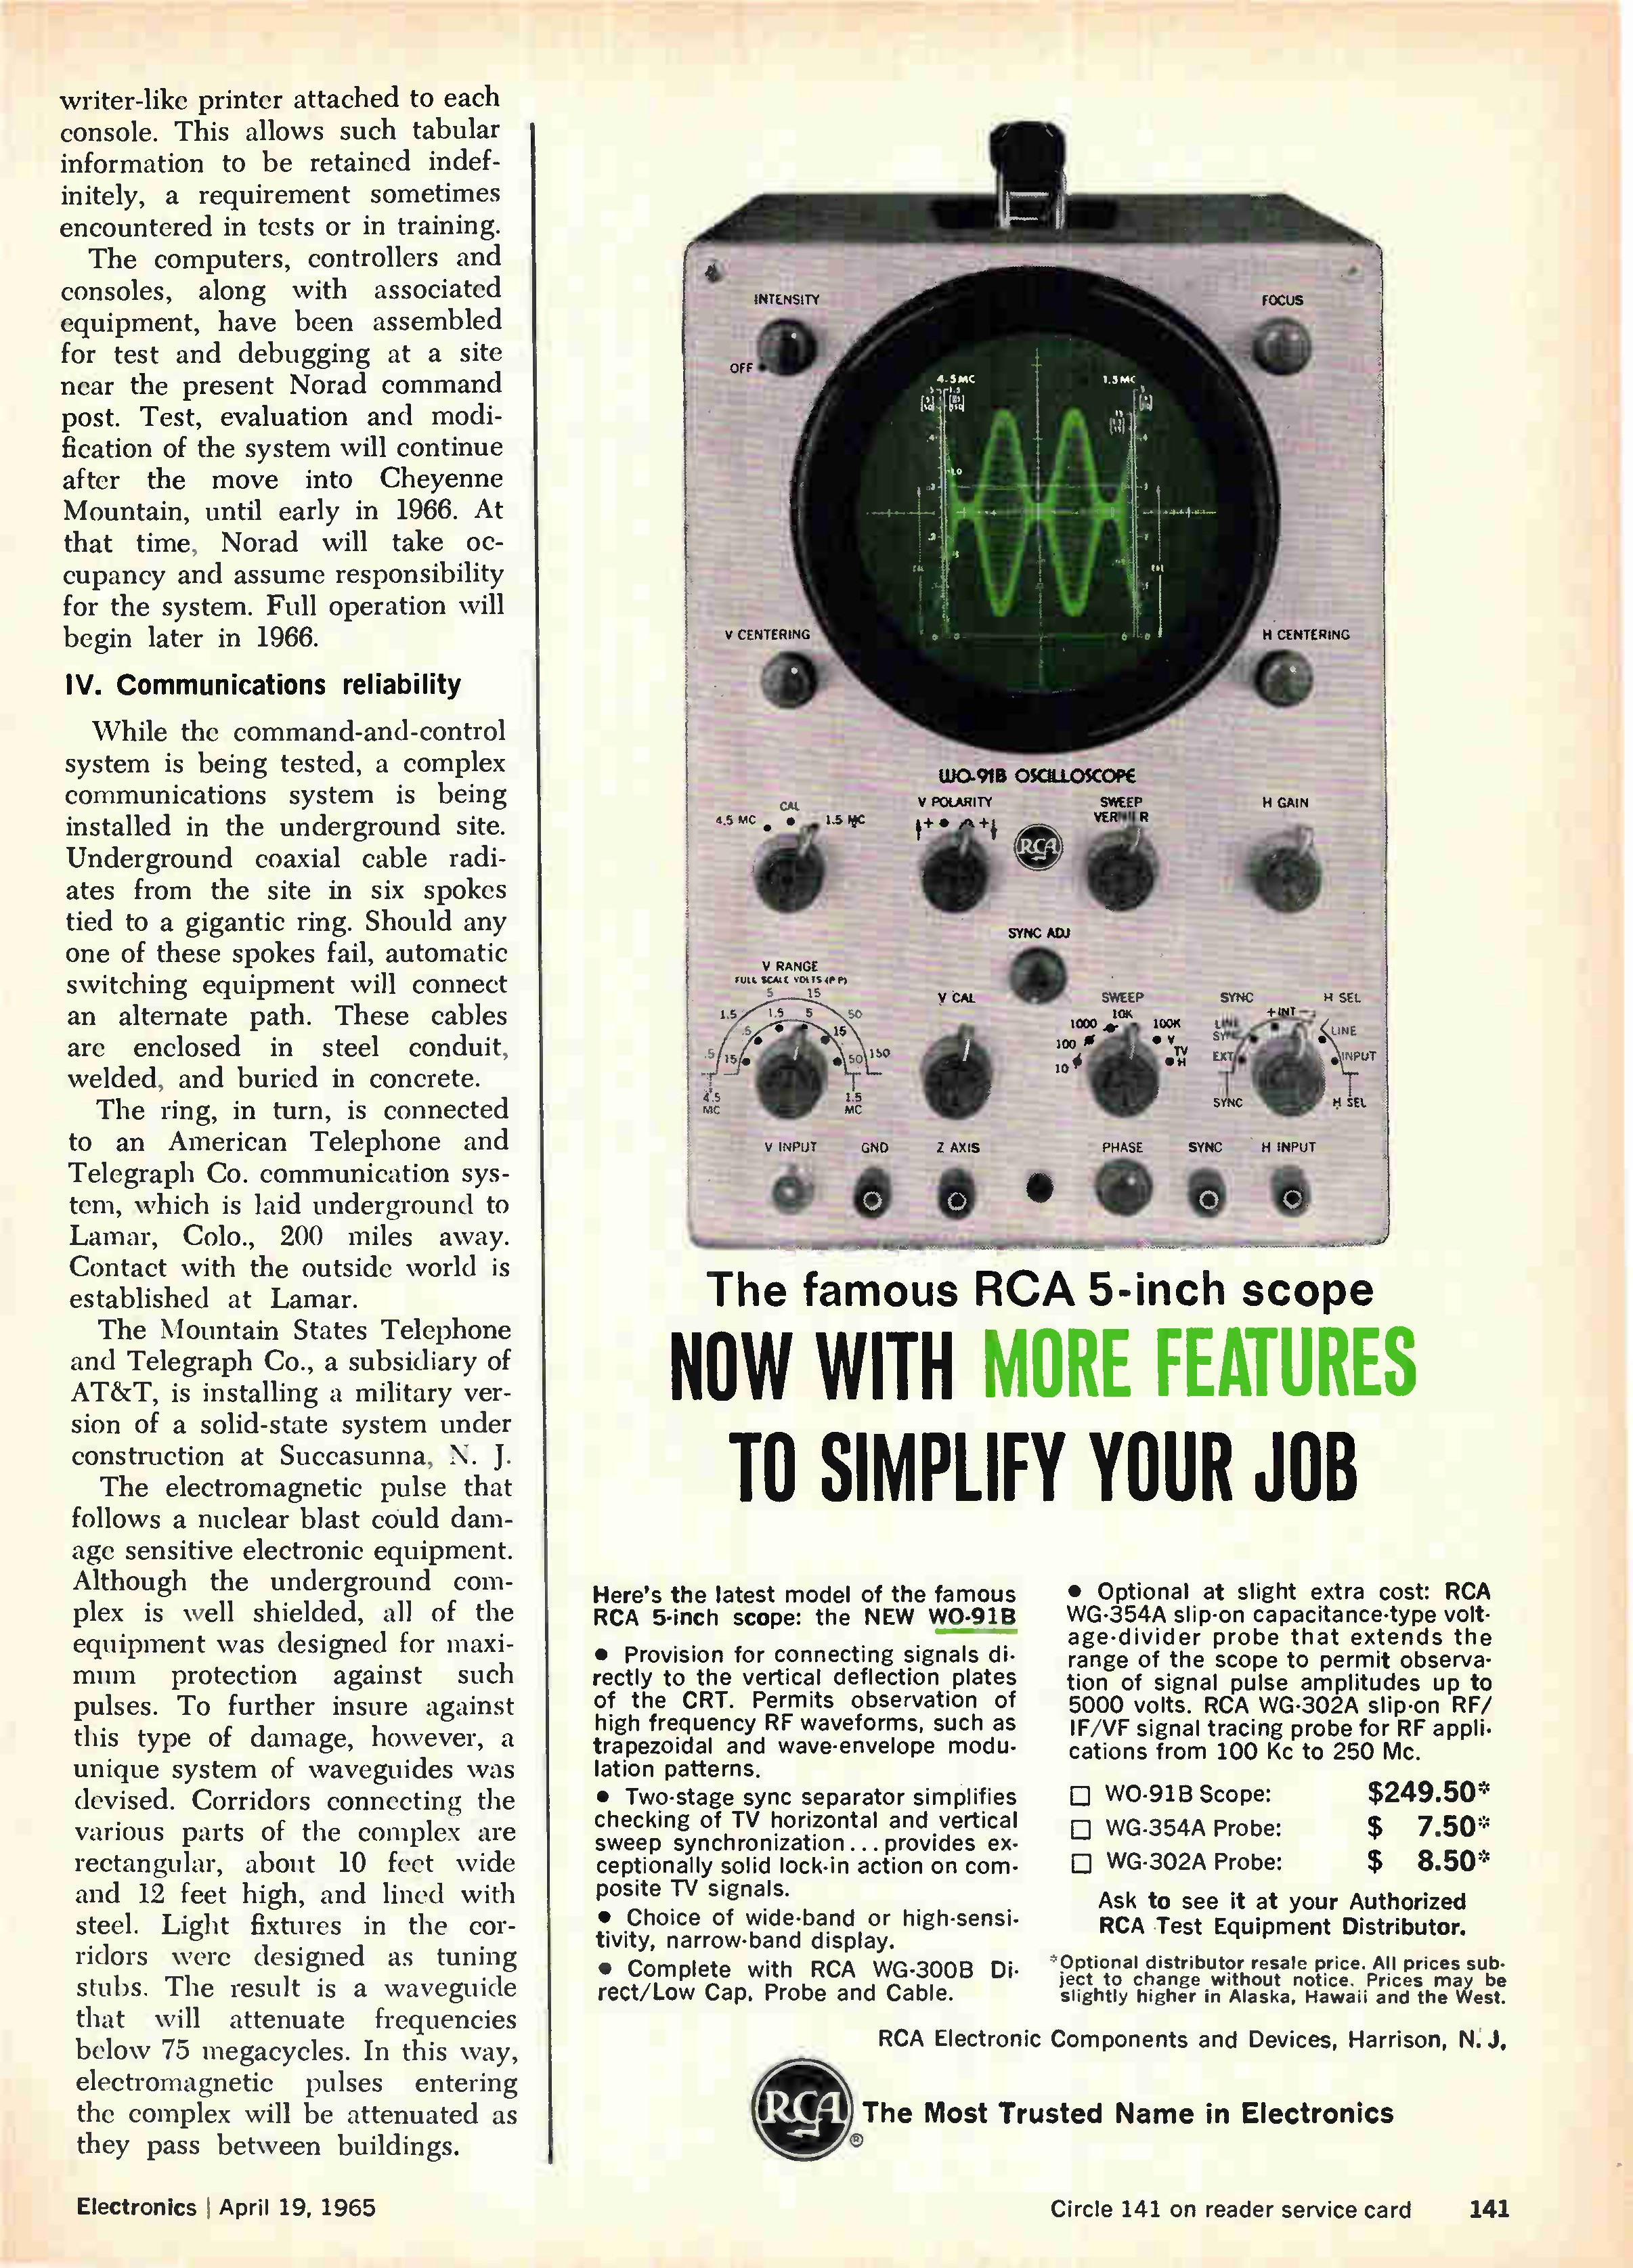 writer-like printer attached to each
console. This allows such tabular
information to be retained indef-
initely, a requirement sometimes
encountered in tests or in training.
The computers, controllers and
consoles, along with associated
equipment, have been assembled
for test and debugging at a site
near the present Norad command
post. Test, evaluation and modi-
fication of the system will continue
after the move into Cheyenne
Mountain, until early in 1966. At
that time, Norad will take oc-
cupancy and assume responsibility
for the system. Full operation will
begin later in 1966.
IV. Communications reliability
While the command-and-control
system is being tested, a complex
communications system is being
installed in the underground site.
Underground coaxial cable radi-
ates from the site in six spokes
tied to a gigantic ring. Should any
one of these spokes fail, automatic
switching equipment will connect
an alternate path. These cables
are enclosed in steel conduit,
welded, and buried in concrete.
The ring, in turn, is connected
to an American Telephone and
Telegraph Co. communication sys-
tem, which is laid underground to
Lamar, Colo., 200 miles away.
Contact with the outside world is
established at Lamar.
The Mountain States Telephone
and Telegraph Co., a subsidiary of
AT&T, is installing a military ver-
sion of a solid-state system under
construction at Succasunna, N. J.
The electromagnetic pulse that
follows a nuclear blast could dam-
age sensitive electronic equipment.
Although the underground com-
plex is well shielded, all of the
equipment was designed for maxi-
mum protection against such
pulses. To further insure against
this type of damage, however, a
unique system of waveguides was
devised. Corridors connecting the
various parts of the complex are
rectangular, about 10 feet wide
and 12 feet high, and lined with
steel. Light fixtures in the cor-
ridors were designed as tuning
stubs. The result is a waveguide
that will attenuate frequencies
below 75 megacycles. In this way,
electromagnetic pulses entering
the complex will be attenuated as
they pass between buildings.
INTENSITY
FOCUS
OFF
4.5MC
1.5MC
V CENTERING
H CENTERING
WO-91B OSCILLOSCOPE
4.5 MC
CAL
1.5 MC
V POLARITY
RCA
SWEEP
VERNIER
H GAIN
SYNC ADJ
V RANGE
FULL SCALE VOLTS (P P)
5 15
1.5 1.5 5 50
.5 .5 15 150
15 50
4.5
MC
1.5
MC
V CAL
SWEEP
10K
1000 100K
100 V
TV
10 H
SYNC H SEL
+INT
LINE
SYNC
LINE
EXT INPUT
SYNC H SEL
V INPUT GND Z AXIS PHASE SYNC H INPUT
The famous RCA 5-inch scope
NOW WITH MORE FEATURES
TO SIMPLIFY YOUR JOB
Here's the latest model of the famous
RCA 5-inch scope: the NEW WO-91B
• Provision for connecting signals di-
rectly to the vertical deflection plates
of the CRT. Permits observation of
high frequency RF waveforms, such as
trapezoidal and wave-envelope modu-
lation patterns.
• Two-stage sync separator simplifies
checking of TV horizontal and vertical
sweep synchronization...provides ex-
ceptionally solid lock-in action on com-
posite TV signals.
• Choice of wide-band or high-sensi-
tivity, narrow-band display.
• Complete with RCA WG-300B Di-
rect/Low Cap. Probe and Cable.
• Optional at slight extra cost: RCA
WG-354A slip-on capacitance-type volt-
age-divider probe that extends the
range of the scope to permit observa-
tion of signal pulse amplitudes up to
5000 volts. RCA WG-302A slip-on RF/
IF/VF signal tracing probe for RF appli-
cations from 100 Kc to 250 Mc.
☐ WO-91B Scope: $249.50*
☐ WG-354A Probe: $ 7.50*
☐ WG-302A Probe: $ 8.50*
Ask to see it at your Authorized
RCA Test Equipment Distributor.
*Optional distributor resale price. All prices sub-
ject to change without notice. Prices may be
slightly higher in Alaska, Hawaii and the West.
RCA Electronic Components and Devices, Harrison, N. J.
RCA
®
The Most Trusted Name in Electronics
Electronics | April 19, 1965
Circle 141 on reader service card 141